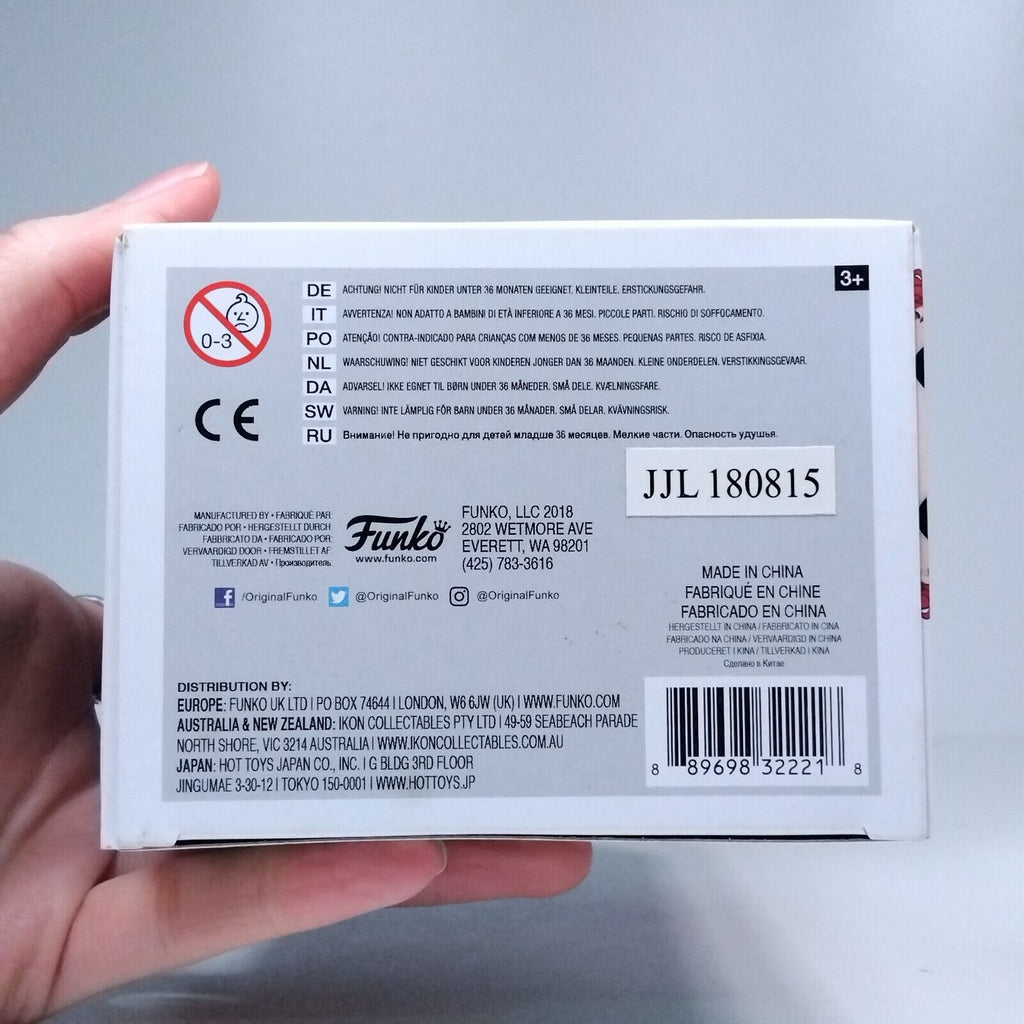 3+
DE ACHTUNG! NICHT FÜR KINDER UNTER 36 MONATEN GEEIGNET. KLEINTEILE. ERSTICKUNGSGEFAHR.
IT AVVERTENZA! NON ADATTO A BAMBINI DI ETÀ INFERIORE A 36 MESI. PICCOLE PARTI. RISCHIO DI SOFFOCAMENTO.
PO ATENÇÃO! CONTRA-INDICADO PARA CRIANÇAS COM MENOS DE 36 MESES. PEQUENAS PARTES. RISCO DE ASFIXIA.
NL WAARSCHUWING! NIET GESCHIKT VOOR KINDEREN JONGER DAN 36 MAANDEN. KLEINE ONDERDELEN. VERSTIKKINGSGEVAAR.
DA ADVARSEL! IKKE EGNET TIL BØRN UNDER 36 MÅNEDER. SMÅ DELE. KVÆLNINGSFARE.
SW VARNING! INTE LÄMPLIG FÖR BARN UNDER 36 MÅNADER. SMÅ DELAR. KVÄVNINGSRISK.
RU Внимание! Не пригодно для детей младше 36 месяцев. Мелкие части. Опасность удушья.
0-3
CE
JJL 180815
MANUFACTURED BY • FABRIQUÉ PAR
FABRICADO POR • HERGESTELLT DURCH
FABBRICATO DA • FABRICADO POR:
VERVAARDIGD DOOR • FREMSTILLET AF
TILLVERKAD AV • Производитель.
Funko
www.funko.com
FUNKO, LLC 2018
2802 WETMORE AVE
EVERETT, WA 98201
(425) 783-3616
/OriginalFunko @OriginalFunko @OriginalFunko
MADE IN CHINA
FABRIQUÉ EN CHINE
FABRICADO EN CHINA
HERGESTELLT IN CHINA / FABBRICATO IN CINA
FABRICADO NA CHINA / VERVAARDIGD IN CHINA
PRODUCERET I KINA / TILLVERKAD I KINA
Сделано в Китае
DISTRIBUTION BY:
EUROPE: FUNKO UK LTD | PO BOX 74644 | LONDON, W6 6JW (UK) | WWW.FUNKO.COM
AUSTRALIA & NEW ZEALAND: IKON COLLECTABLES PTY LTD | 49-59 SEABEACH PARADE
NORTH SHORE, VIC 3214 AUSTRALIA | WWW.IKONCOLLECTABLES.COM.AU
JAPAN: HOT TOYS JAPAN CO., INC. | G BLDG 3RD FLOOR
JINGUMAE 3-30-12 | TOKYO 150-0001 | WWW.HOTTOYS.JP
8 89698 32221 8